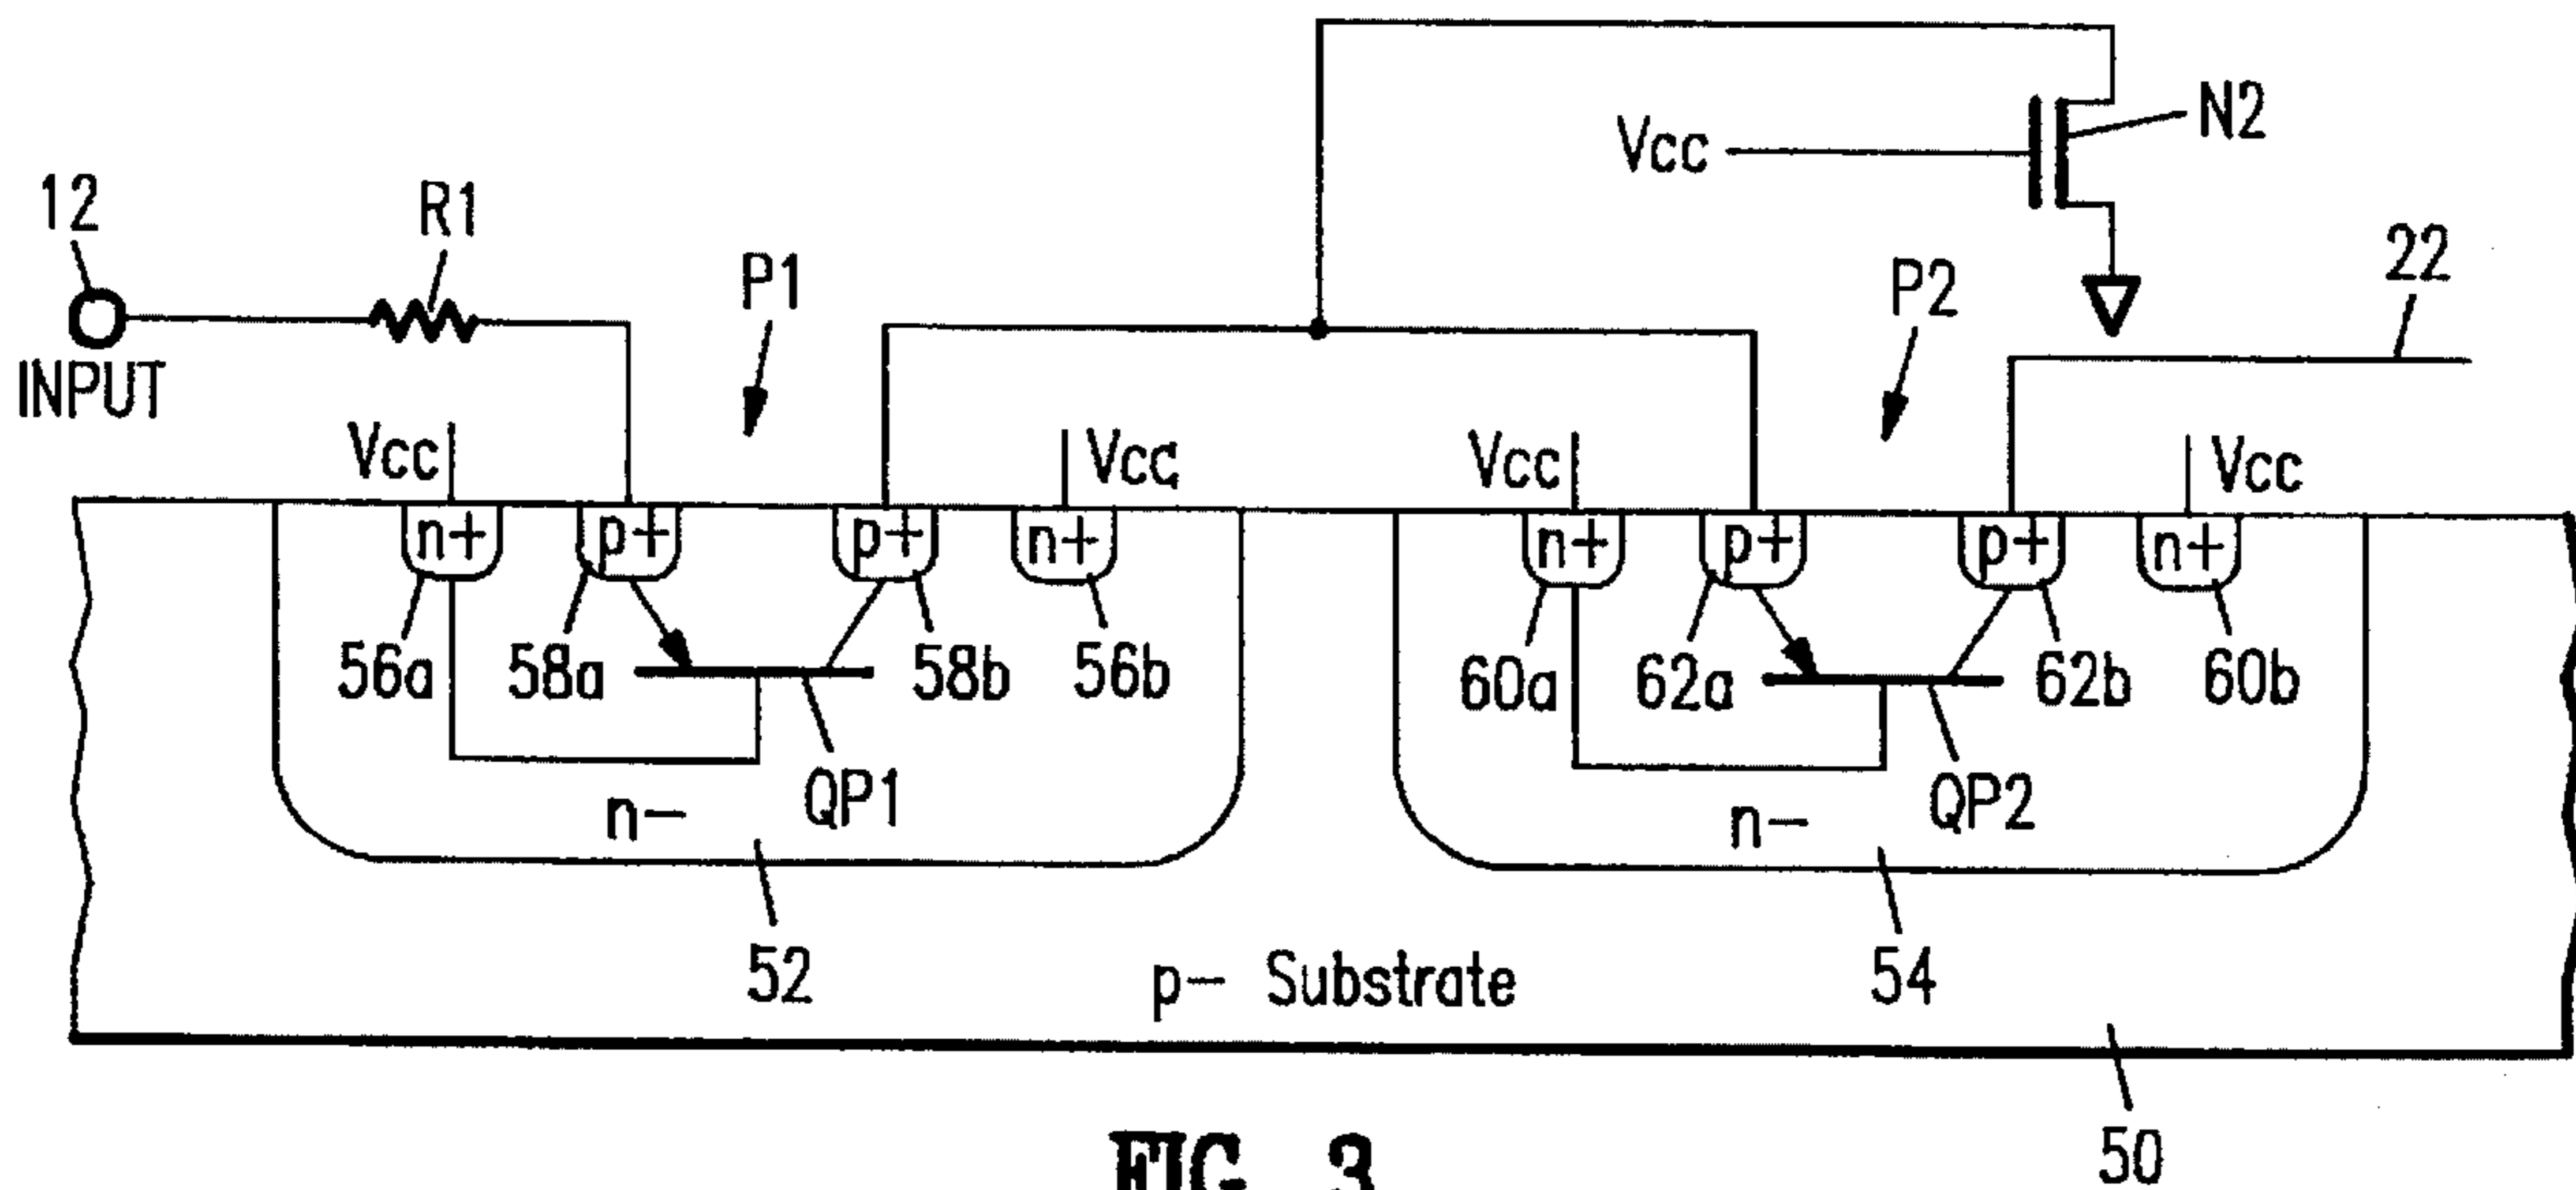 N2
Vcc
12
R1
P1
P2
22
INPUT
Vcc
Vcc
Vcc
Vcc
n+
p+
p+
n+
n+
p+
p+
n+
56a
58a
58b
56b
60a
62a
62b
60b
QP1
QP2
n-
n-
52
p- Substrate
54
50
FIG. 3